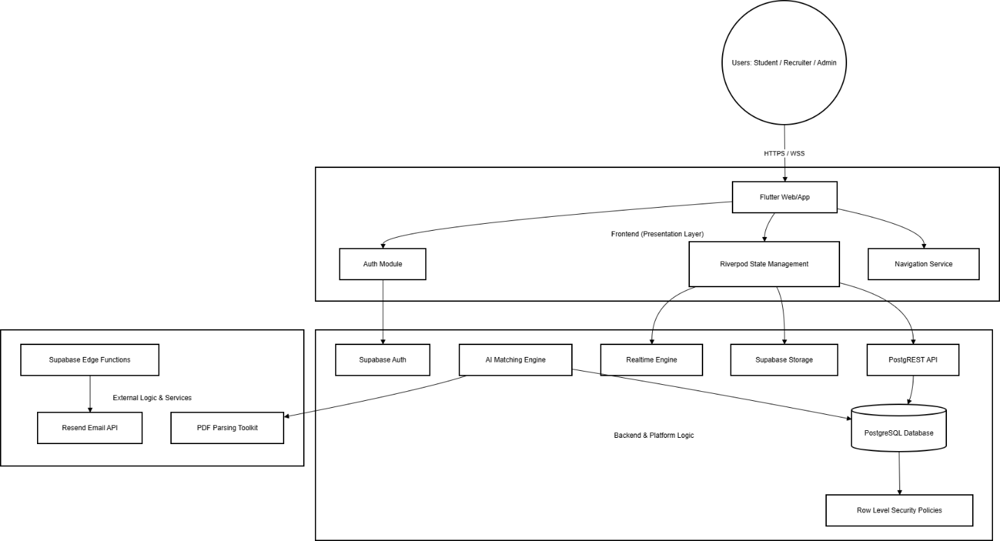 Users: Student / Recruiter / Admin
HTTPS / WSS
Flutter Web/App
Frontend (Presentation Layer)
Auth Module
Riverpod State Management
Navigation Service
Supabase Edge Functions
External Logic & Services
Resend Email API
PDF Parsing Toolkit
Supabase Auth
AI Matching Engine
Realtime Engine
Supabase Storage
PostgREST API
PostgreSQL Database
Backend & Platform Logic
Row Level Security Policies